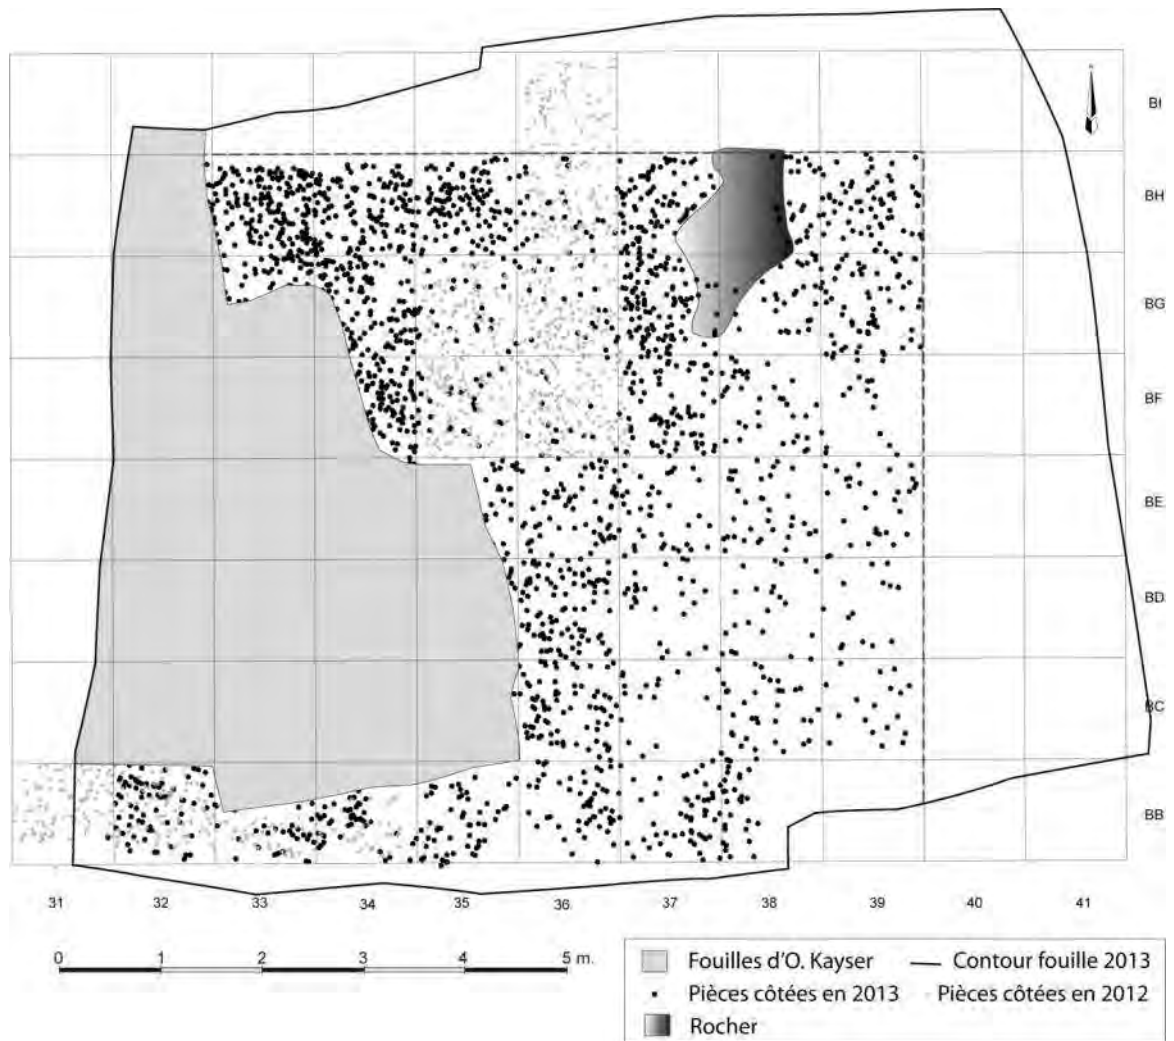 BI
BH
BG
BF
BE
BD
BC
BB
31 32 33 34 35 36 37 38 39 40 41
0 1 2 3 4 5 m.
Fouilles d'O. Kayser
Contour fouille 2013
Pièces côtées en 2013
Pièces côtées en 2012
Rocher